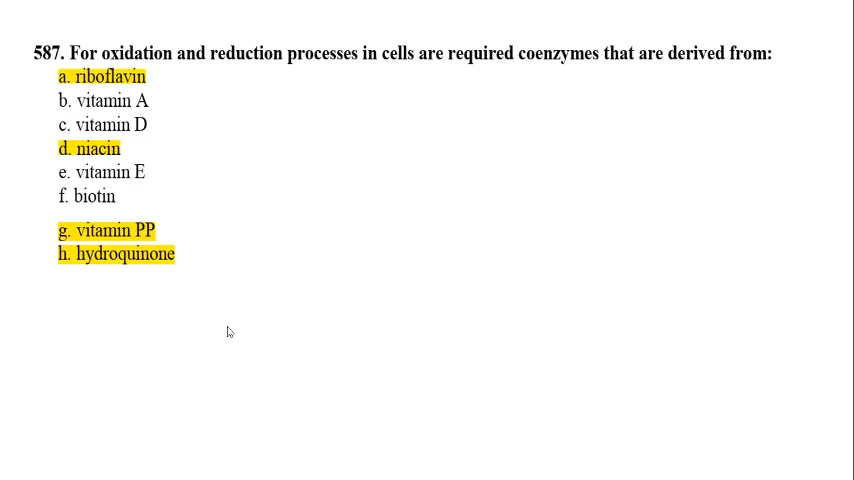 587. For oxidation and reduction processes in cells are required coenzymes that are derived from:
a. riboflavin
b. vitamin A
c. vitamin D
d. niacin
e. vitamin E
f. biotin
g. vitamin PP
h. hydroquinone